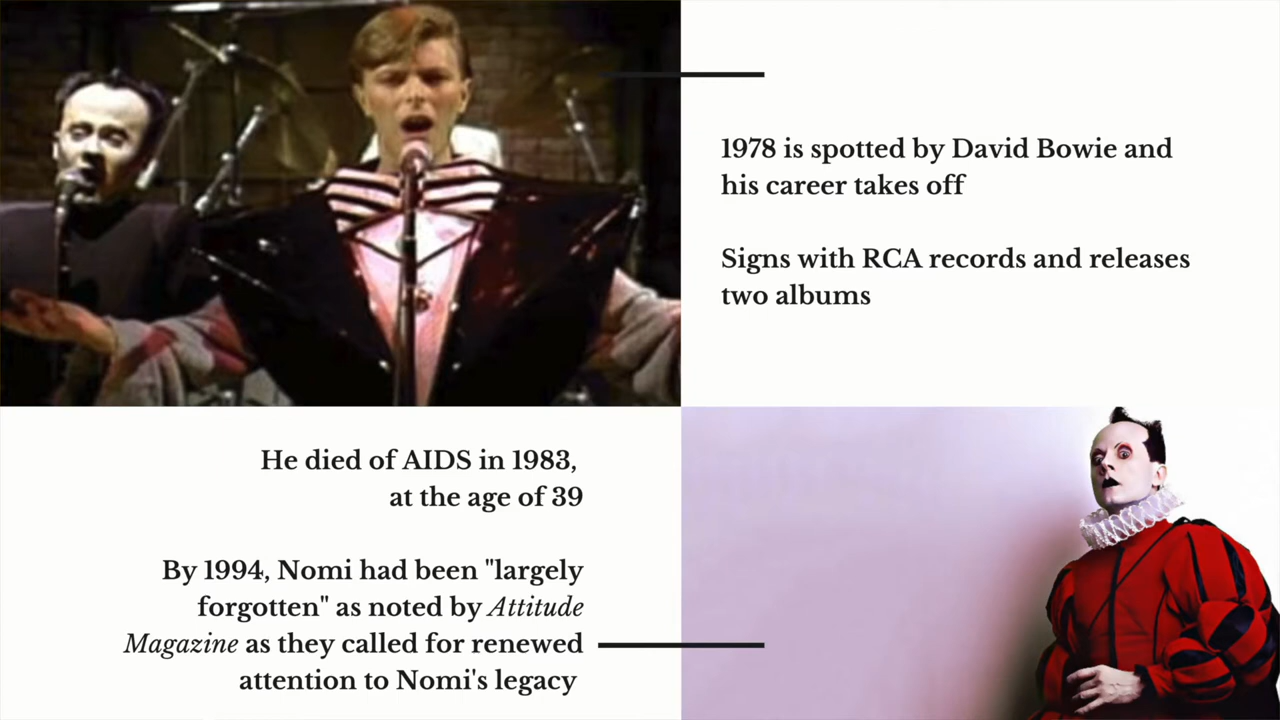 1978 is spotted by David Bowie and
his career takes off
Signs with RCA records and releases
two albums
He died of AIDS in 1983,
at the age of 39
By 1994, Nomi had been "largely
forgotten" as noted by Attitude
Magazine as they called for renewed
attention to Nomi's legacy